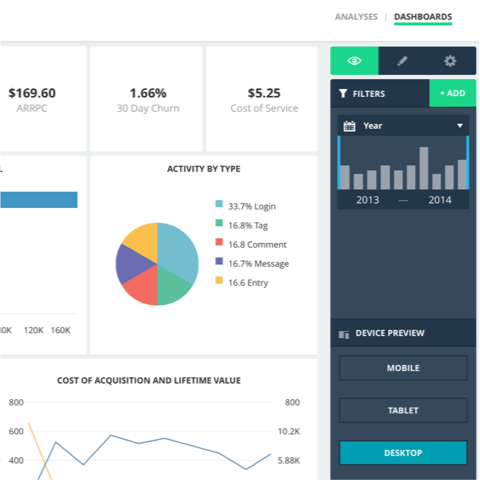 ANALYSES | DASHBOARDS
$169.60
ARRPC
1.66%
30 Day Churn
$5.25
Cost of Service
FILTERS
+ ADD
Year
2013 — 2014
ACTIVITY BY TYPE
33.7% Login
16.8% Tag
16.8 Comment
16.7% Message
16.6 Entry
120K 160K
DEVICE PREVIEW
MOBILE
TABLET
DESKTOP
COST OF ACQUISITION AND LIFETIME VALUE
800
600
400
800
10.2K
5.88K